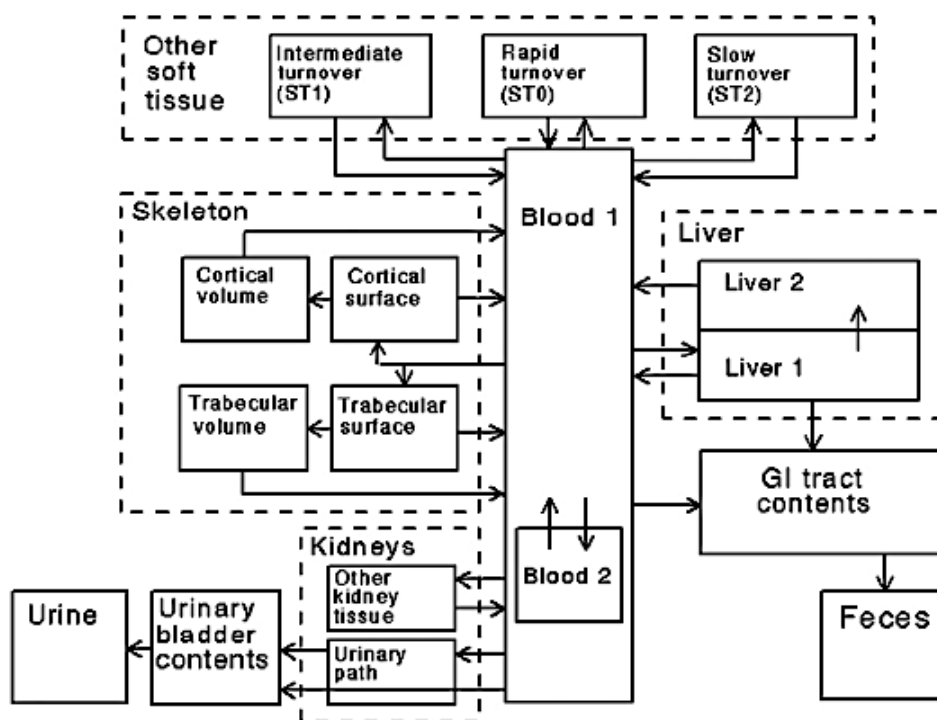 Other
soft
tissue
Intermediate
turnover
(ST1)
Rapid
turnover
(ST0)
Slow
turnover
(ST2)
Skeleton
Cortical
volume
Cortical
surface
Trabecular
volume
Trabecular
surface
Blood 1
Liver
Liver 2
Liver 1
GI tract
contents
Kidneys
Other
kidney
tissue
Urinary
path
Blood 2
Urine
Urinary
bladder
contents
Feces